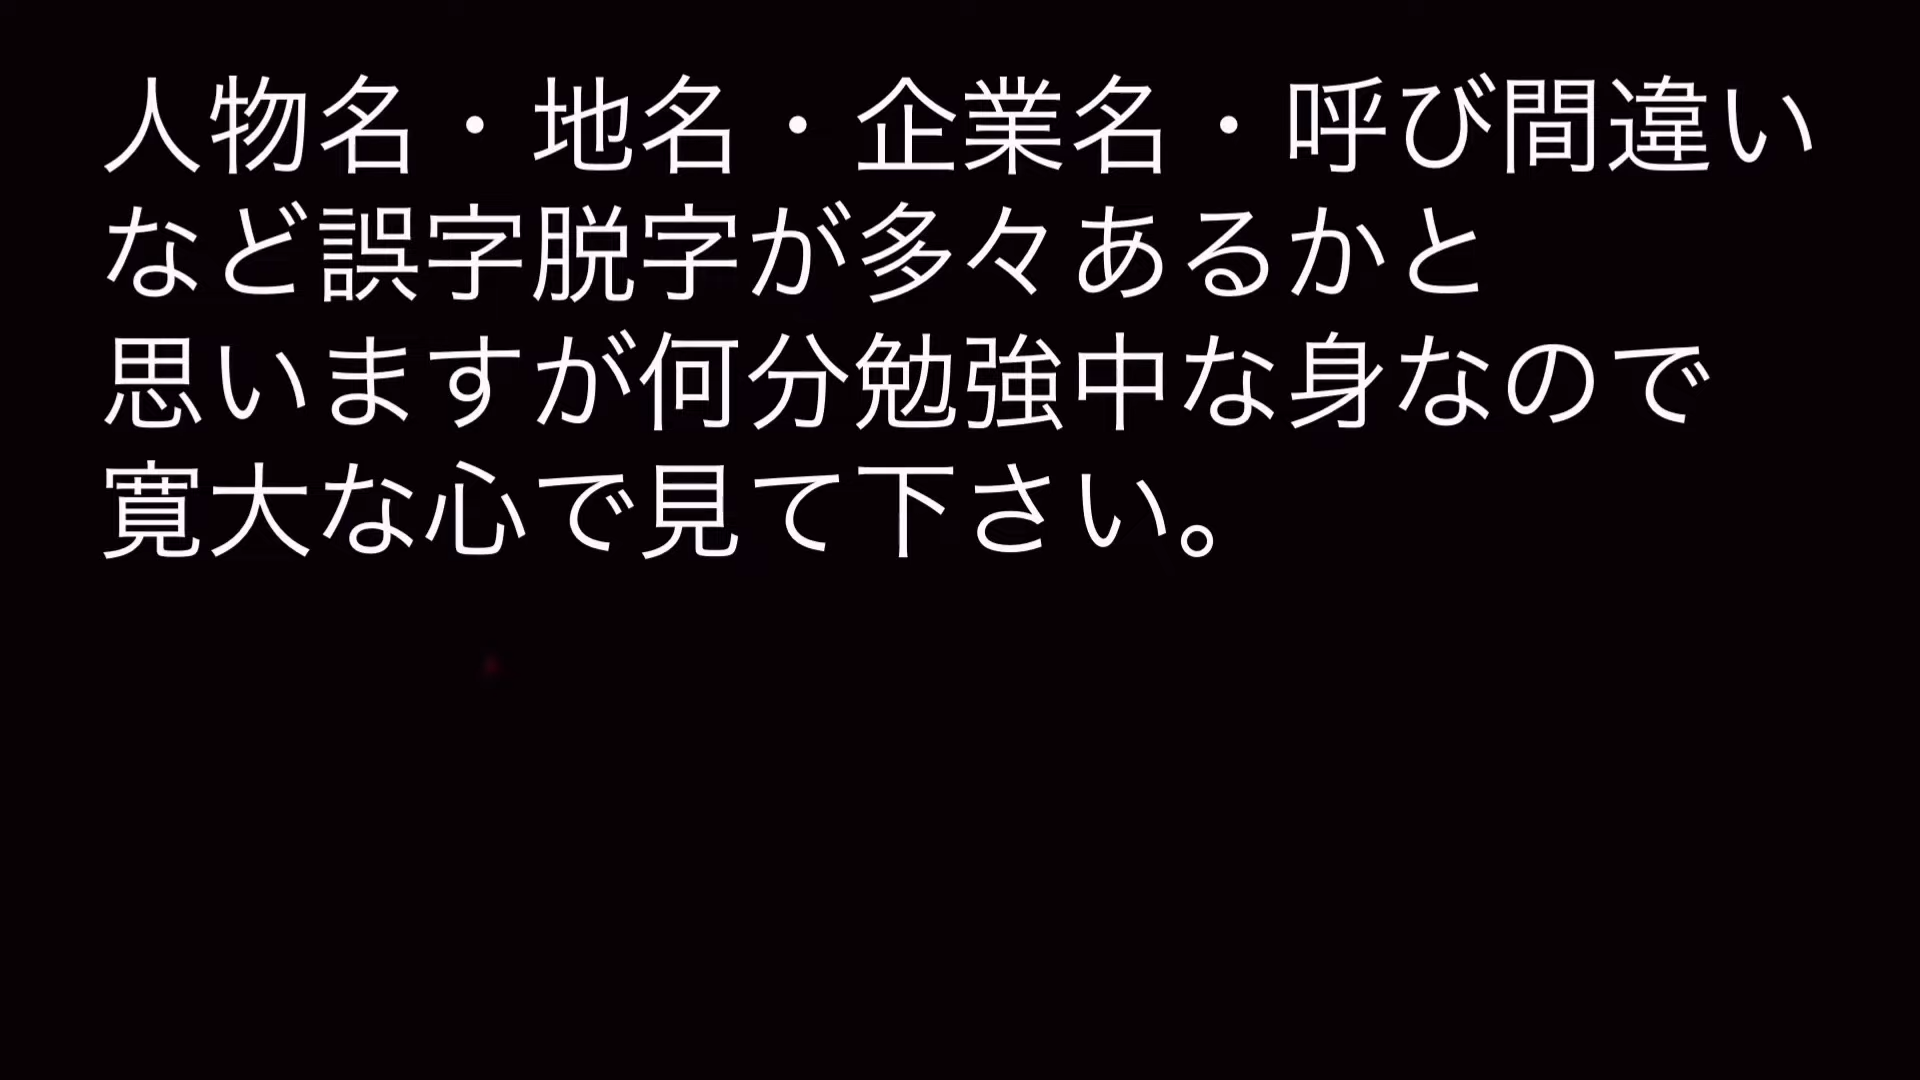 人物名・地名・企業名・呼び間違い
など誤字脱字が多々あるかと
思いますが何分勉強中な身なので
寛大な心で見て下さい。